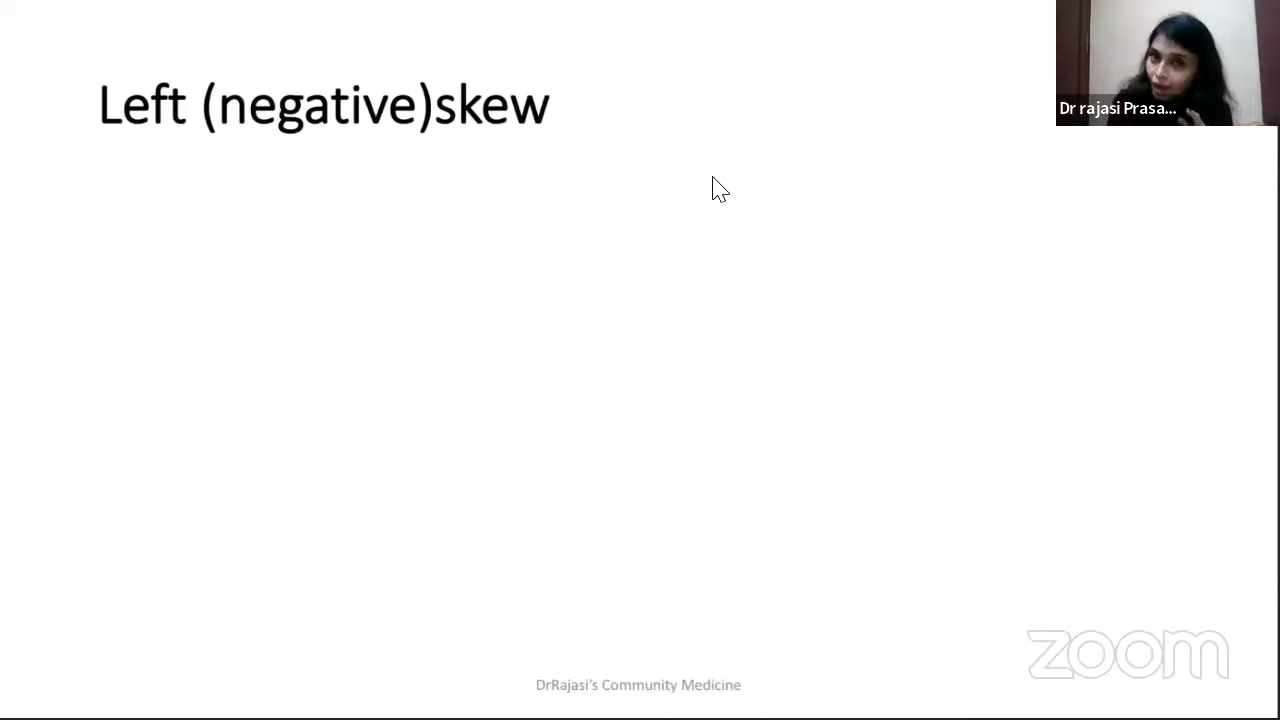 Left (negative)skew
Dr rajasi Prasa...
zoom
DrRajasi's Community Medicine